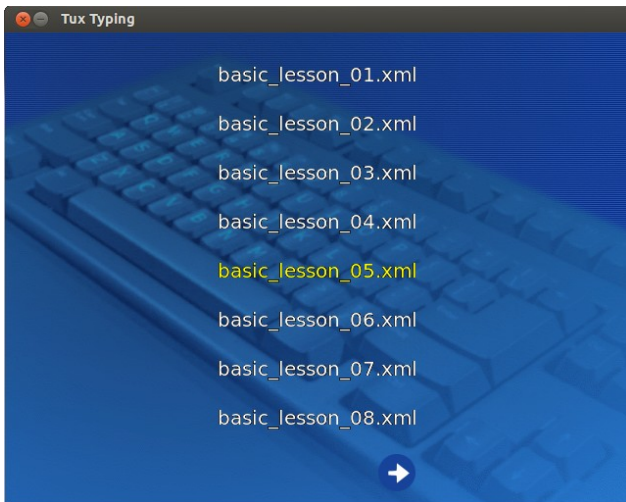 Tux Typing
basic_lesson_01.xml
basic_lesson_02.xml
basic_lesson_03.xml
basic_lesson_04.xml
basic_lesson_05.xml
basic_lesson_06.xml
basic_lesson_07.xml
basic_lesson_08.xml